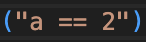 ("a == 2")